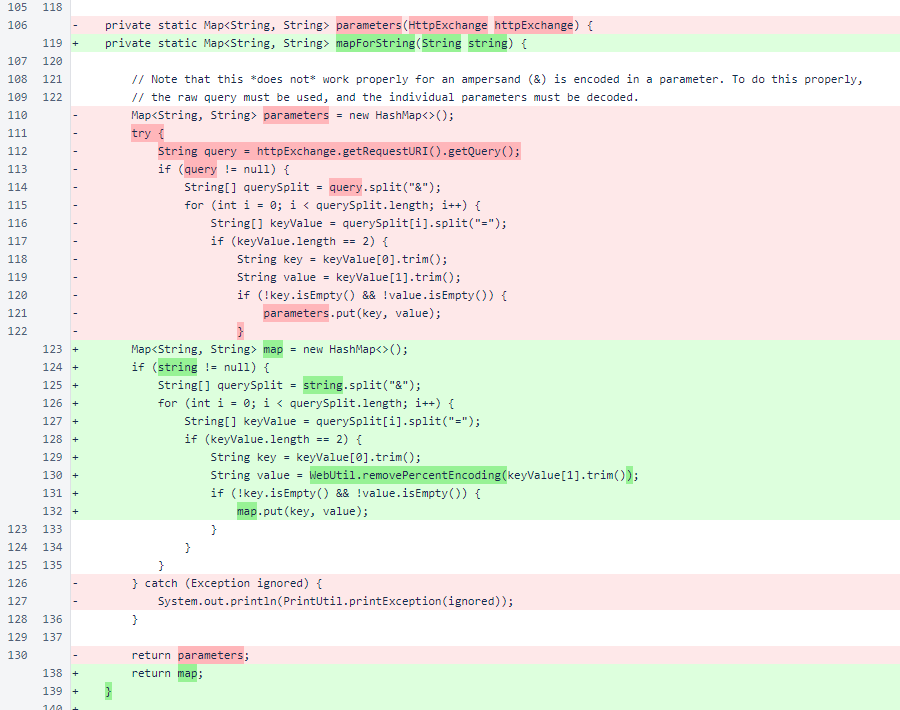 105 118
106 - private static Map<String, String> parameters(HttpExchange httpExchange) {
119 + private static Map<String, String> mapForString(String string) {
107 120
108 121 // Note that this *does not* work properly for an ampersand (&) is encoded in a parameter. To do this properly,
109 122 // the raw query must be used, and the individual parameters must be decoded.
110 - Map<String, String> parameters = new HashMap<>();
111 - try {
112 - String query = httpExchange.getRequestURI().getQuery();
113 - if (query != null) {
114 - String[] querySplit = query.split("&");
115 - for (int i = 0; i < querySplit.length; i++) {
116 - String[] keyValue = querySplit[i].split("=");
117 - if (keyValue.length == 2) {
118 - String key = keyValue[0].trim();
119 - String value = keyValue[1].trim();
120 - if (!key.isEmpty() && !value.isEmpty()) {
121 - parameters.put(key, value);
122 - }
123 + Map<String, String> map = new HashMap<>();
124 + if (string != null) {
125 + String[] querySplit = string.split("&");
126 + for (int i = 0; i < querySplit.length; i++) {
127 + String[] keyValue = querySplit[i].split("=");
128 + if (keyValue.length == 2) {
129 + String key = keyValue[0].trim();
130 + String value = WebUtil.removePercentEncoding(keyValue[1].trim());
131 + if (!key.isEmpty() && !value.isEmpty()) {
132 + map.put(key, value);
123 133 }
124 134 }
125 135 }
126 - } catch (Exception ignored) {
127 - System.out.println(PrintUtil.printException(ignored));
128 136 }
129 137
130 - return parameters;
138 + return map;
139 + }
140 +